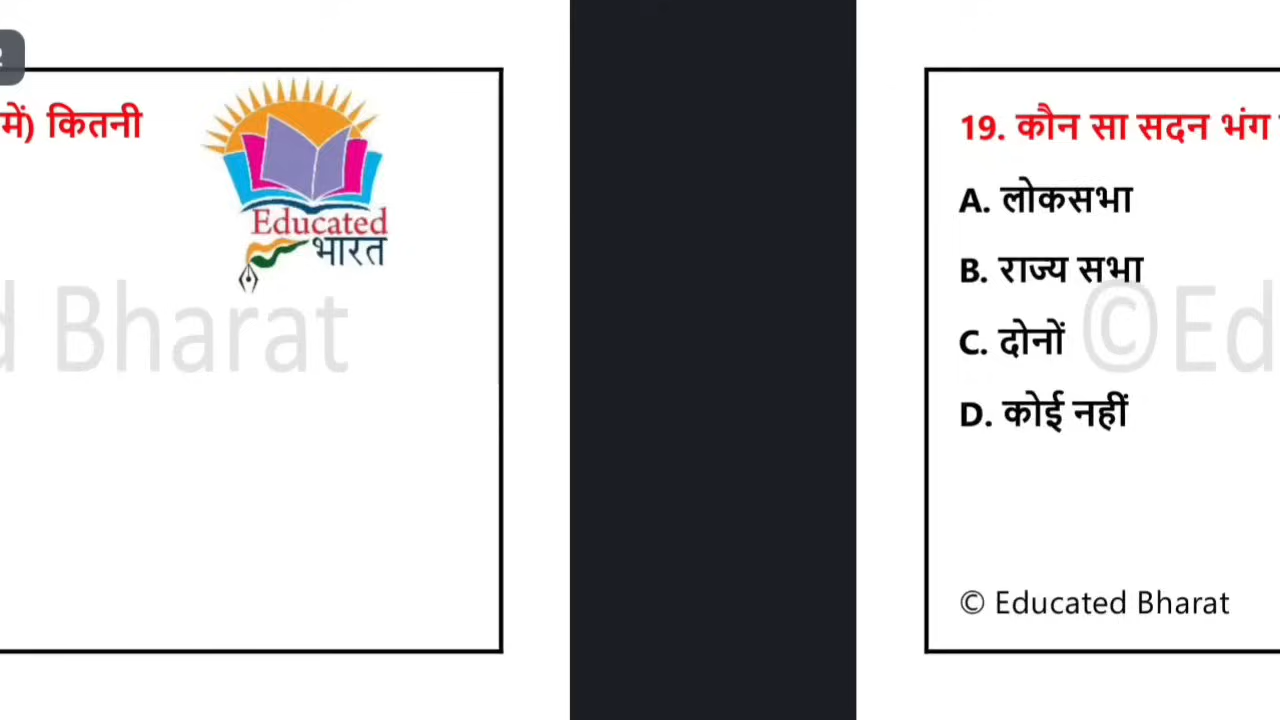 में) कितनी
Educated
भारत
d Bharat
19. कौन सा सदन भंग
A. लोकसभा
B. राज्य सभा
C. दोनों
D. कोई नहीं
©Ed
© Educated Bharat